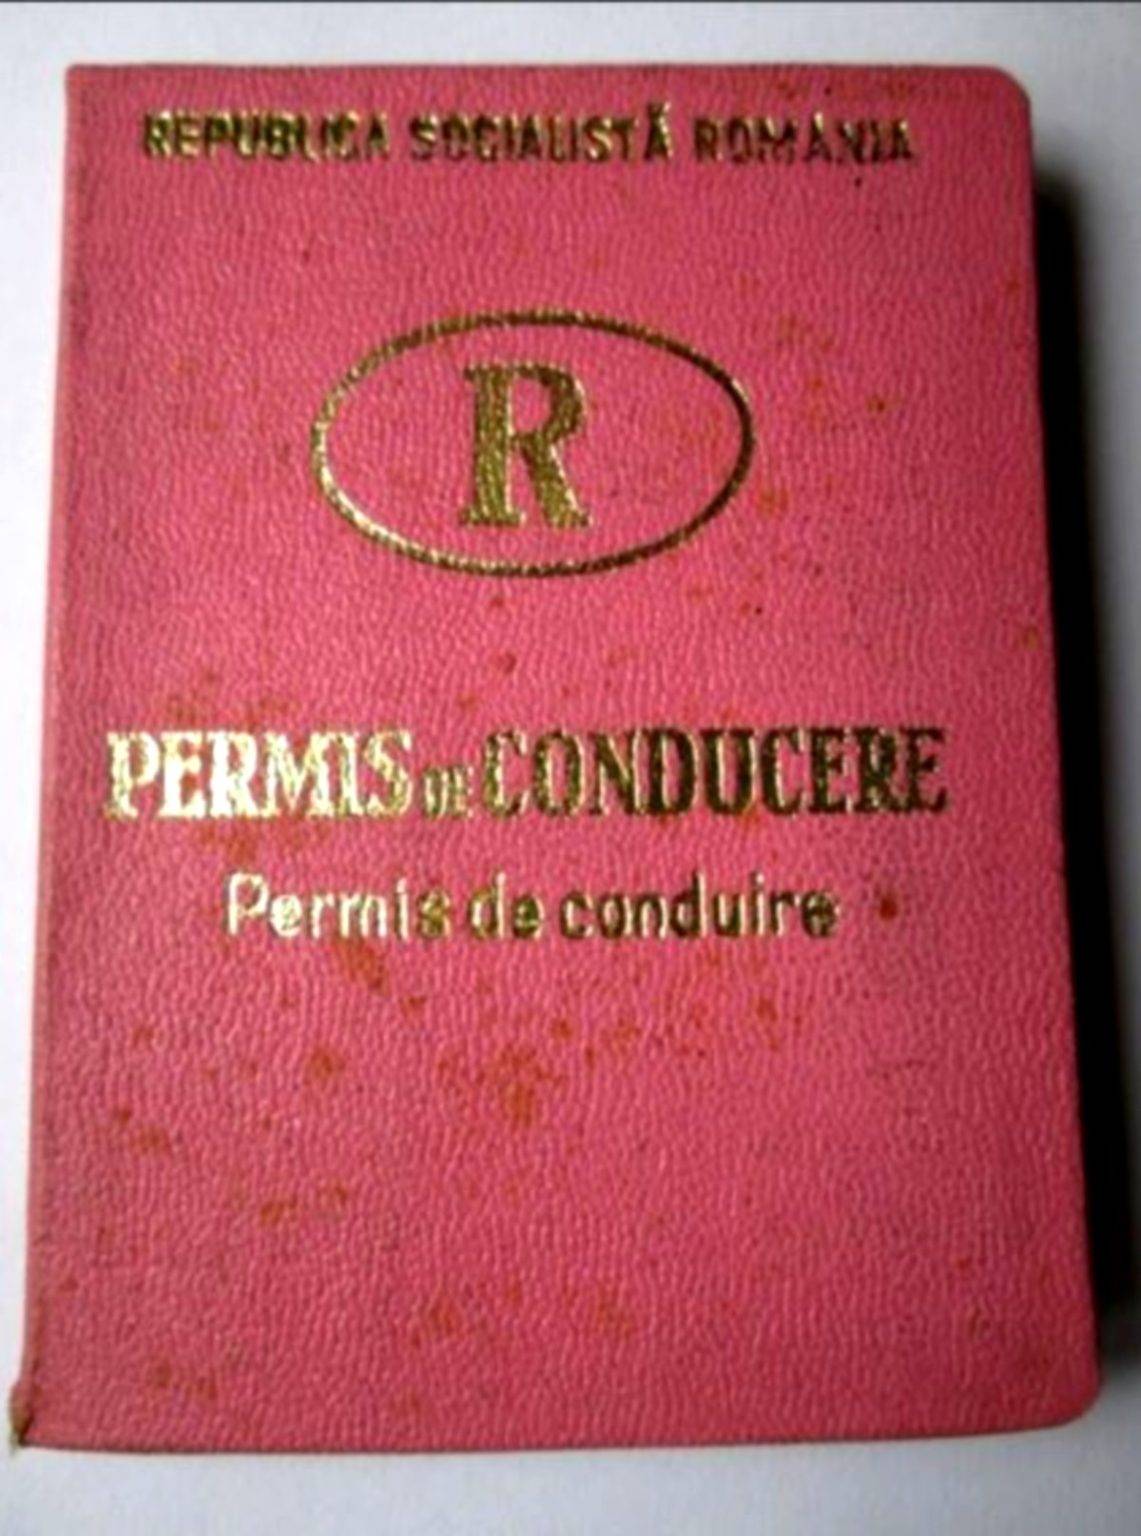 REPUBLICA SOCIALISTĂ ROMÂNIA
R
PERMIS DE CONDUCERE
Permis de conduire